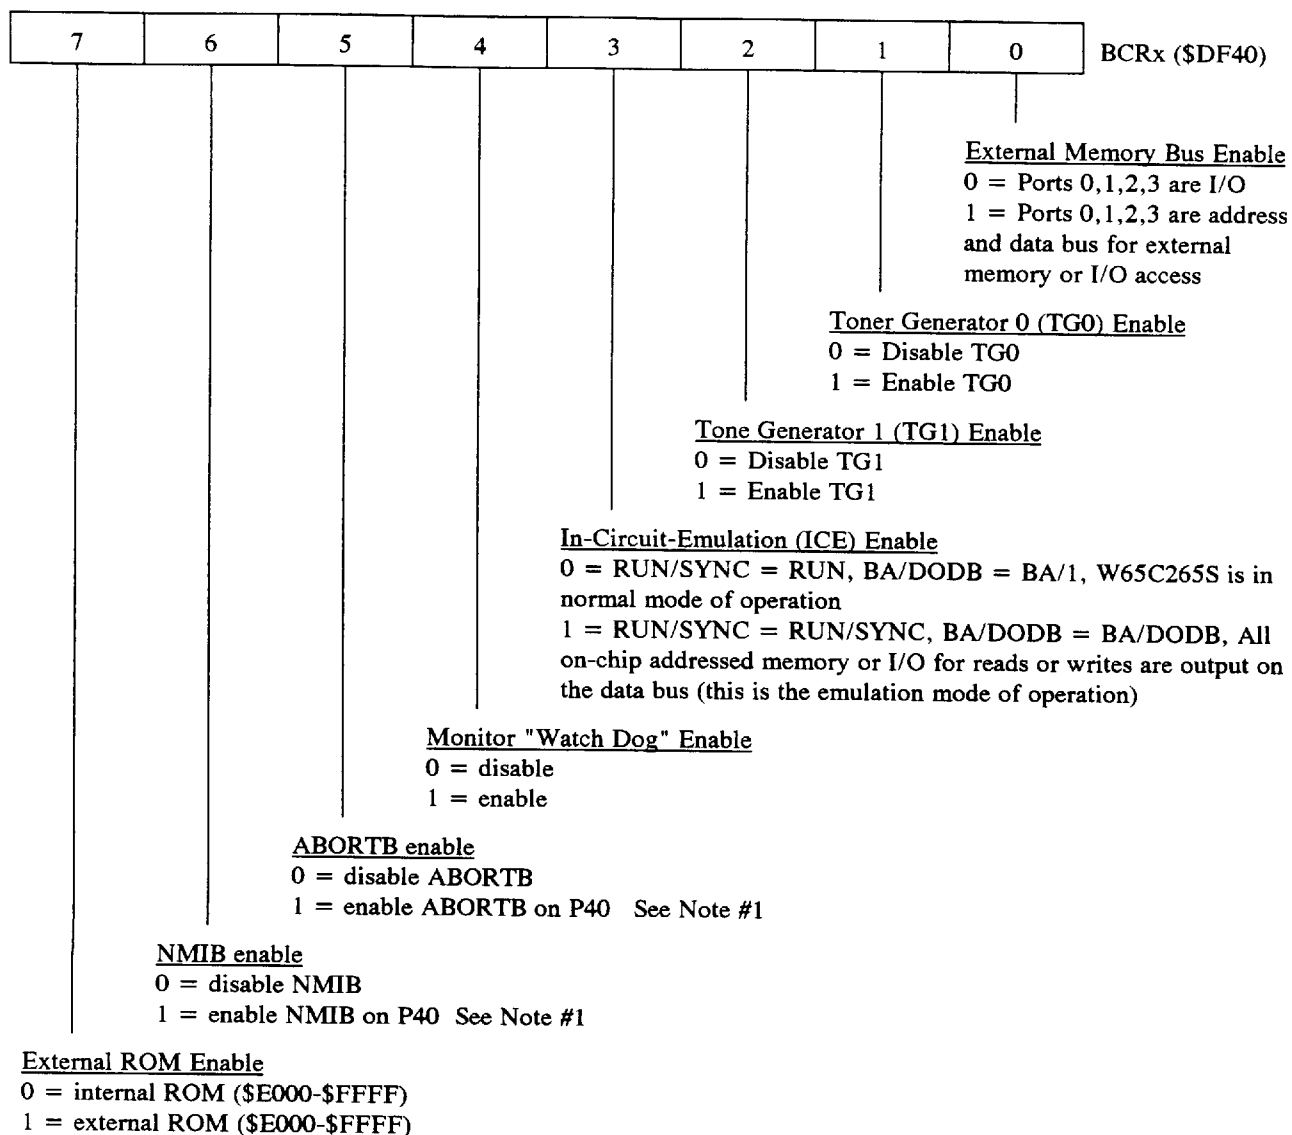 7 6 5 4 3 2 1 0 BCRx ($DF40)
External Memory Bus Enable
0 = Ports 0,1,2,3 are I/O
1 = Ports 0,1,2,3 are address
and data bus for external
memory or I/O access
Toner Generator 0 (TG0) Enable
0 = Disable TG0
1 = Enable TG0
Tone Generator 1 (TG1) Enable
0 = Disable TG1
1 = Enable TG1
In-Circuit-Emulation (ICE) Enable
0 = RUN/SYNC = RUN, BA/DODB = BA/1, W65C265S is in
normal mode of operation
1 = RUN/SYNC = RUN/SYNC, BA/DODB = BA/DODB, All
on-chip addressed memory or I/O for reads or writes are output on
the data bus (this is the emulation mode of operation)
Monitor "Watch Dog" Enable
0 = disable
1 = enable
ABORTB enable
0 = disable ABORTB
1 = enable ABORTB on P40 See Note #1
NMIB enable
0 = disable NMIB
1 = enable NMIB on P40 See Note #1
External ROM Enable
0 = internal ROM ($E000-$FFFF)
1 = external ROM ($E000-$FFFF)